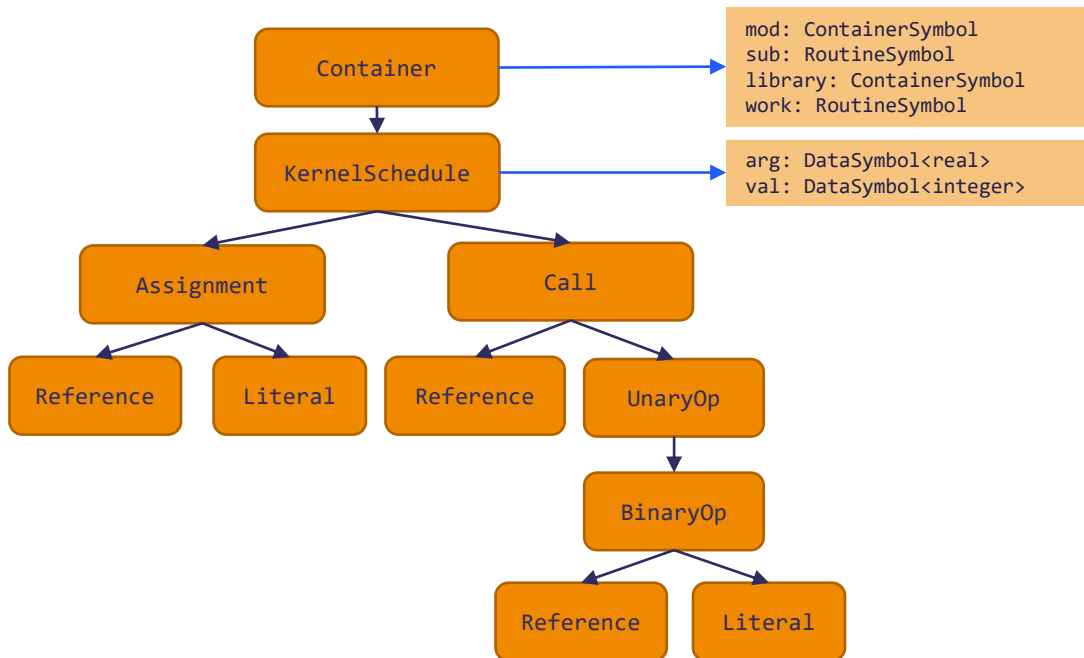 Container
mod: ContainerSymbol
sub: RoutineSymbol
library: ContainerSymbol
work: RoutineSymbol
KernelSchedule
arg: DataSymbol<real>
val: DataSymbol<integer>
Assignment
Call
Reference
Literal
Reference
UnaryOp
BinaryOp
Reference
Literal